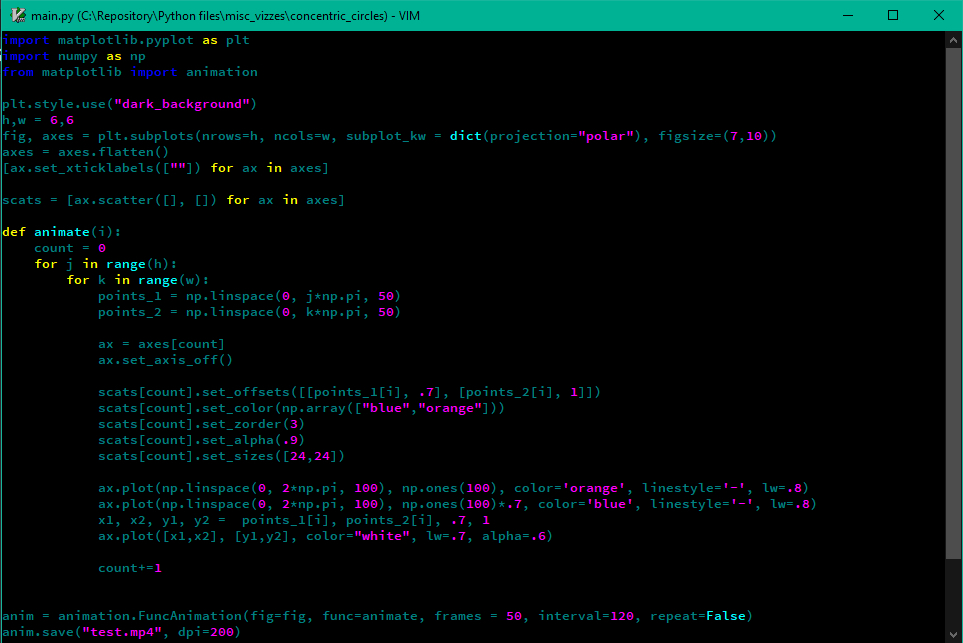 main.py (C:\Repository\Python files\misc_vizzes\concentric_circles) - VIM
import matplotlib.pyplot as plt
import numpy as np
from matplotlib import animation

plt.style.use("dark_background")
h,w = 6,6
fig, axes = plt.subplots(nrows=h, ncols=w, subplot_kw = dict(projection="polar"), figsize=(7,10))
axes = axes.flatten()
[ax.set_xticklabels([""]) for ax in axes]

scats = [ax.scatter([], []) for ax in axes]

def animate(i):
    count = 0
    for j in range(h):
        for k in range(w):
            points_1 = np.linspace(0, j*np.pi, 50)
            points_2 = np.linspace(0, k*np.pi, 50)

            ax = axes[count]
            ax.set_axis_off()

            scats[count].set_offsets([[points_1[i], .7], [points_2[i], 1]])
            scats[count].set_color(np.array(["blue","orange"]))
            scats[count].set_zorder(3)
            scats[count].set_alpha(.9)
            scats[count].set_sizes([24,24])

            ax.plot(np.linspace(0, 2*np.pi, 100), np.ones(100), color='orange', linestyle='-', lw=.8)
            ax.plot(np.linspace(0, 2*np.pi, 100), np.ones(100)*.7, color='blue', linestyle='-', lw=.8)
            x1, x2, y1, y2 =  points_1[i], points_2[i], .7, 1
            ax.plot([x1,x2], [y1,y2], color="white", lw=.7, alpha=.6)

            count+=1


anim = animation.FuncAnimation(fig=fig, func=animate, frames = 50, interval=120, repeat=False)
anim.save("test.mp4", dpi=200)